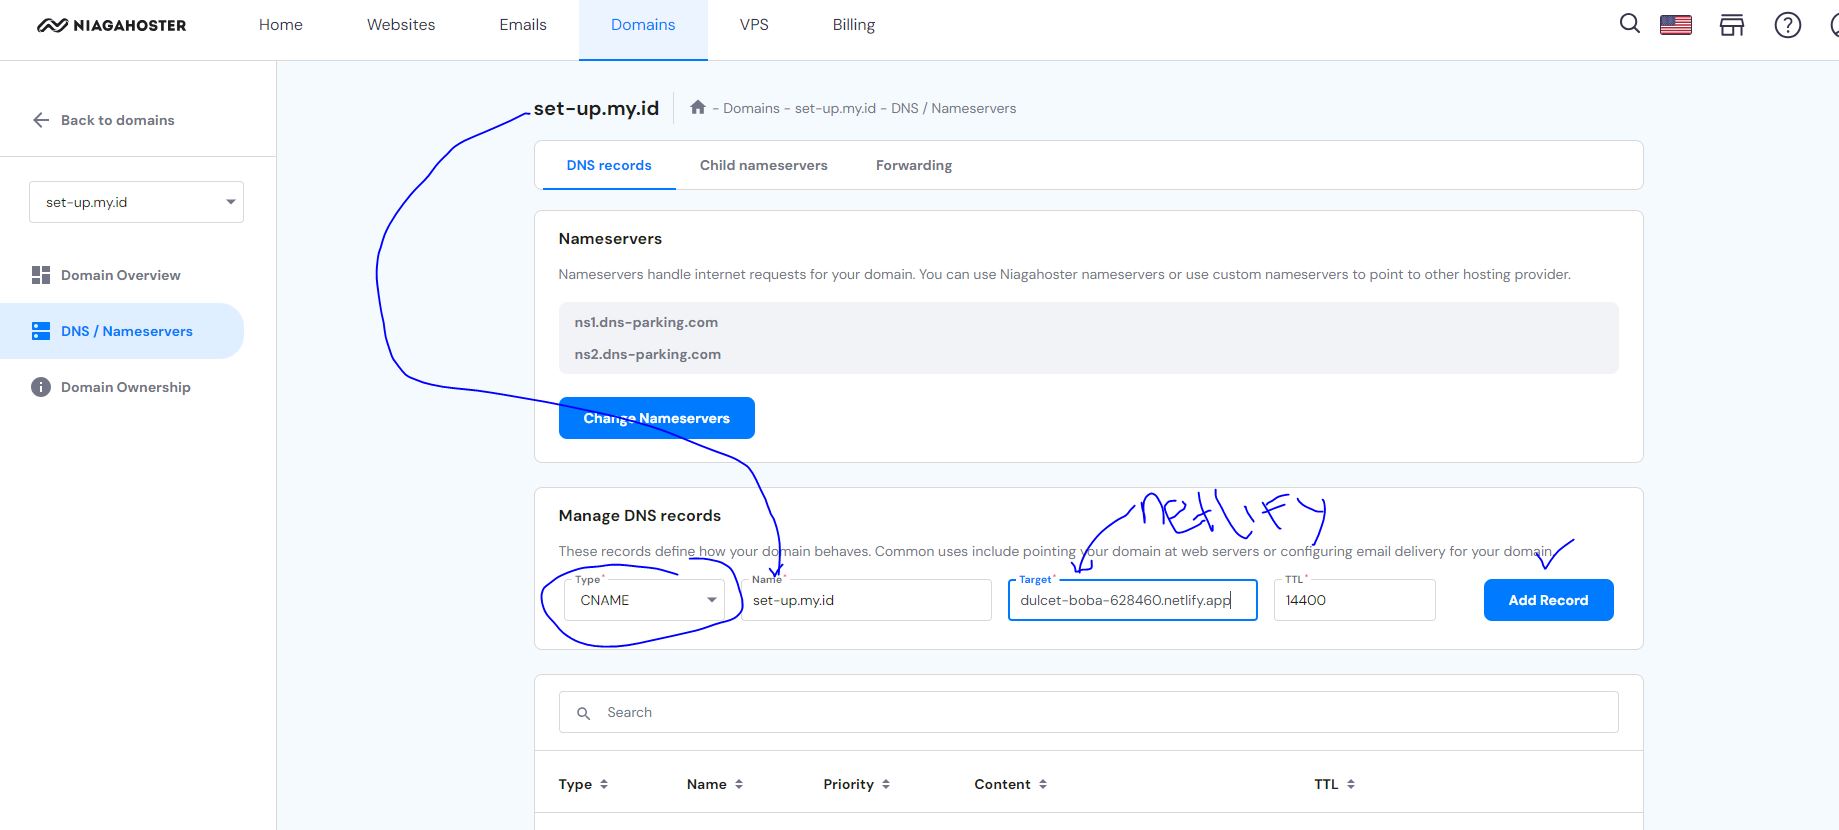 NIAGAHOSTER Home Websites Emails Domains VPS Billing
Back to domains
set-up.my.id
Domain Overview
DNS / Nameservers
Domain Ownership
set-up.my.id - Domains - set-up.my.id - DNS / Nameservers
DNS records Child nameservers Forwarding
Nameservers
Nameservers handle internet requests for your domain. You can use Niagahoster nameservers or use custom nameservers to point to other hosting provider.
ns1.dns-parking.com
ns2.dns-parking.com
Change Nameservers
netlify
Manage DNS records
These records define how your domain behaves. Common uses include pointing your domain at web servers or configuring email delivery for your domain.
Type* Name* Target* TTL*
CNAME set-up.my.id dulcet-boba-628460.netlify.app 14400 Add Record
Search
Type Name Priority Content TTL